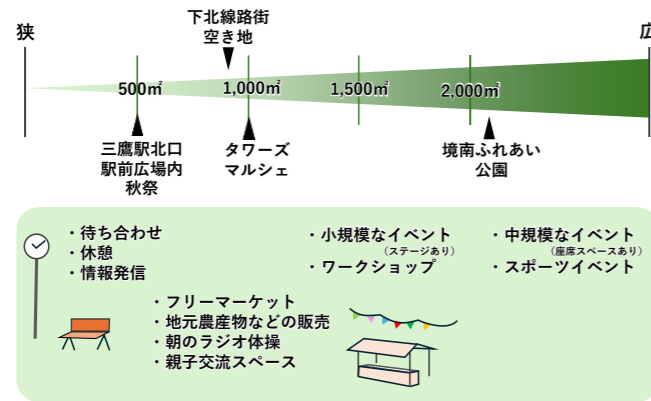 狭
広
下北線路街
空き地
500㎡
1,000㎡
1,500㎡
2,000㎡
三鷹駅北口
駅前広場内
秋祭
タワーズ
マルシェ
境南ふれあい
公園
・待ち合わせ
・休憩
・情報発信
・フリーマーケット
・地元農産物などの販売
・朝のラジオ体操
・親子交流スペース
・小規模なイベント
(ステージあり)
・ワークショップ
・中規模なイベント
(座席スペースあり)
・スポーツイベント